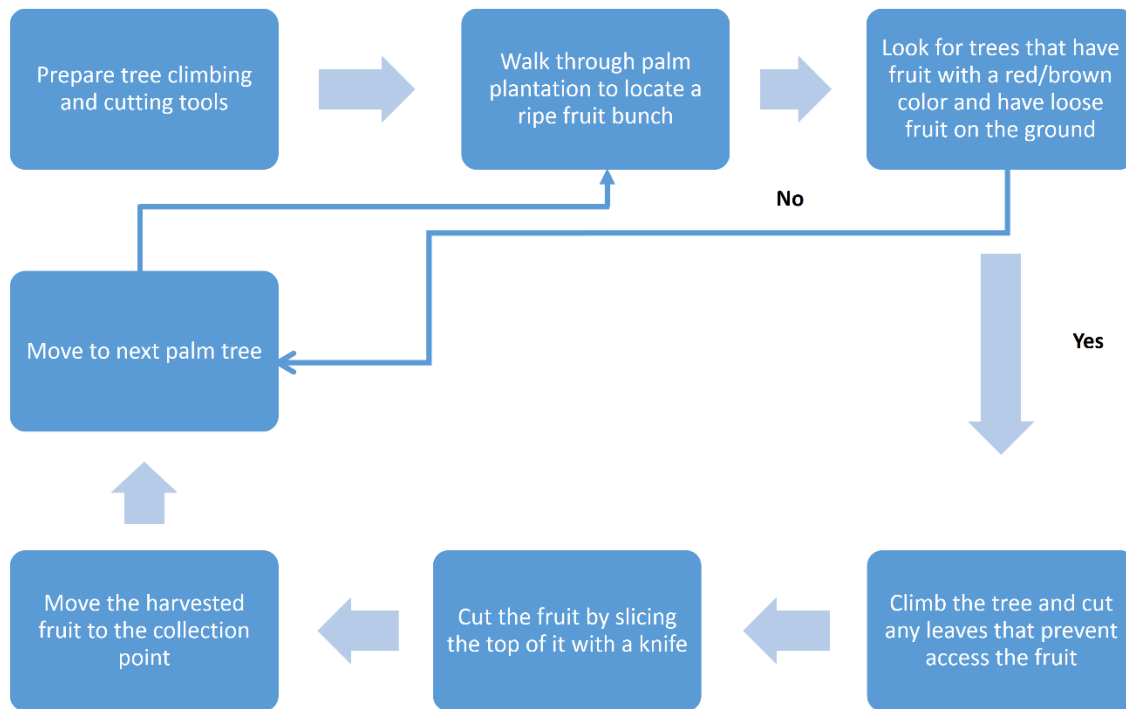 Prepare tree climbing
and cutting tools
Walk through palm
plantation to locate a
ripe fruit bunch
Look for trees that have
fruit with a red/brown
color and have loose
fruit on the ground
No
Move to next palm tree
Yes
Move the harvested
fruit to the collection
point
Cut the fruit by slicing
the top of it with a knife
Climb the tree and cut
any leaves that prevent
access the fruit